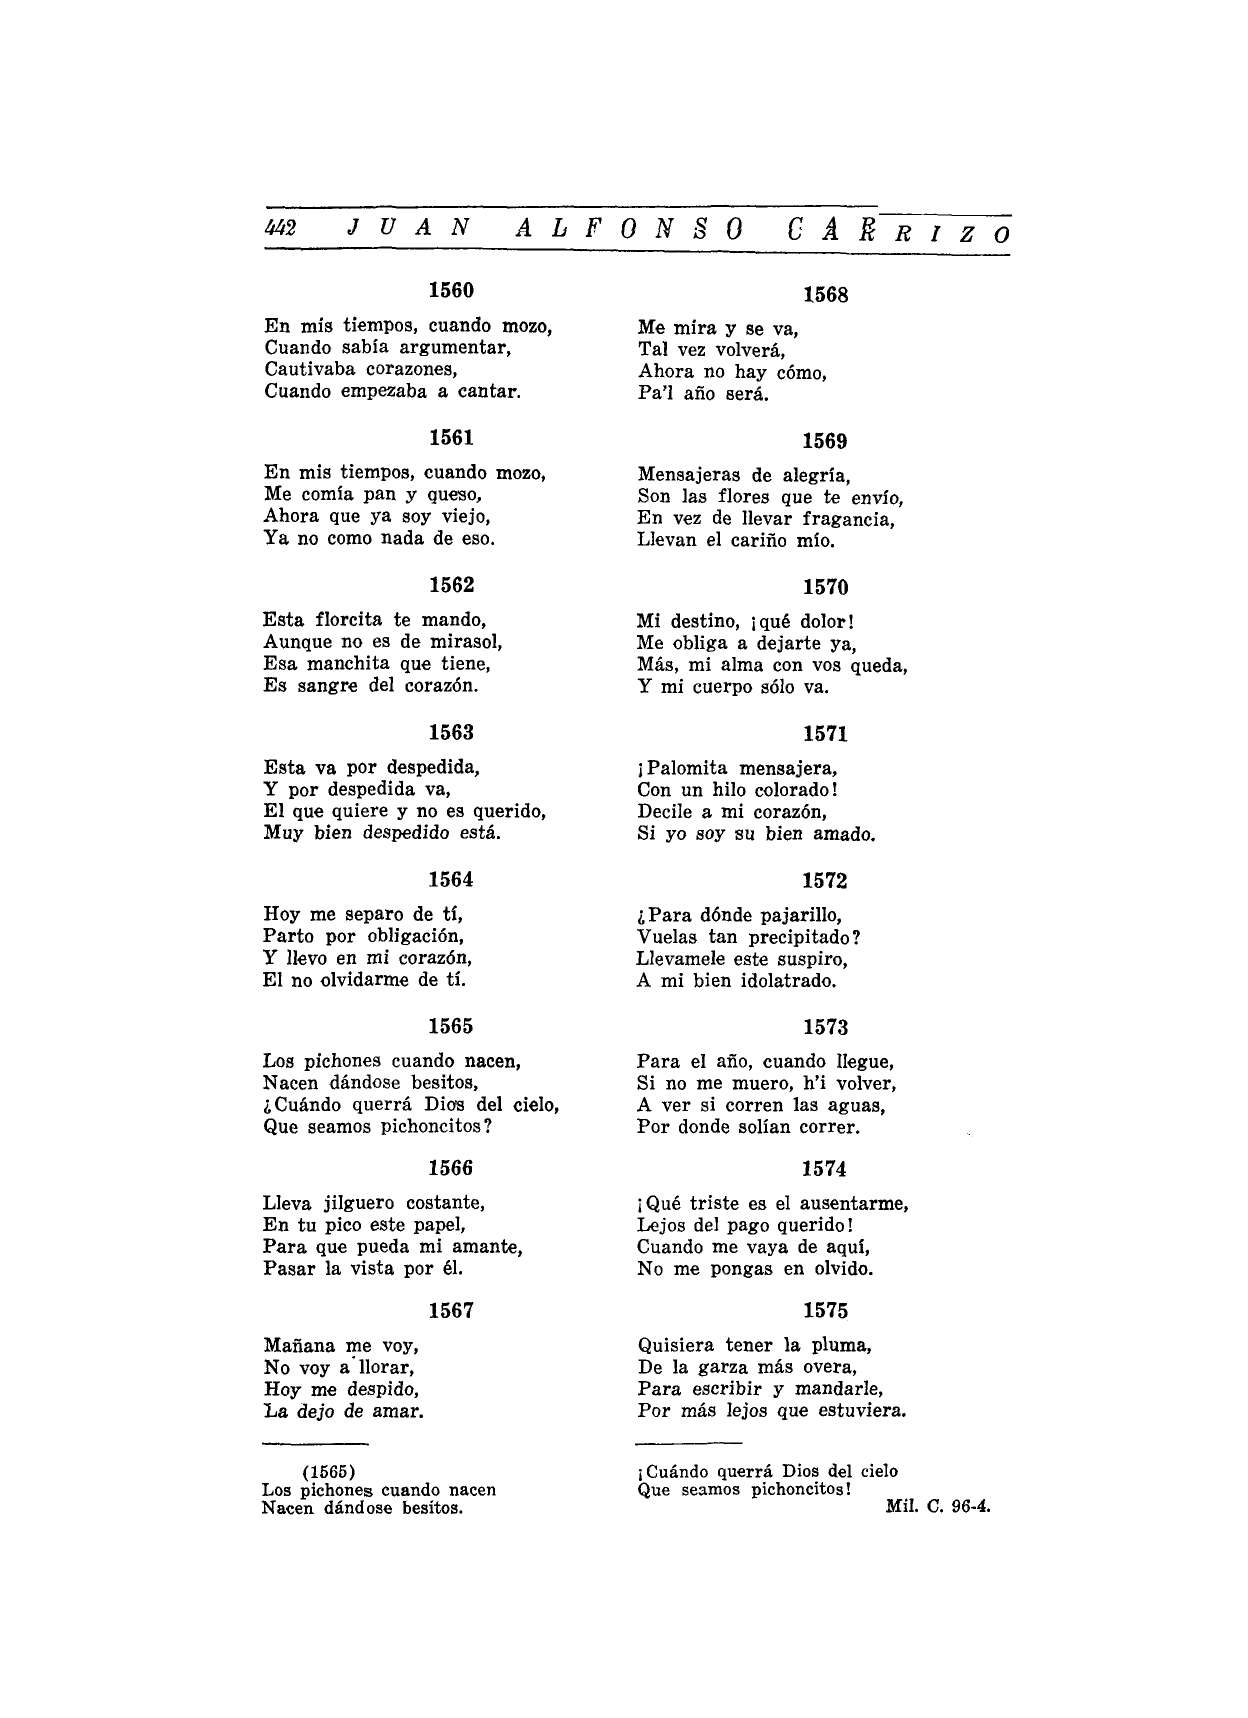 442 JUAN ALFONSO CARRIZO
1560
En mis tiempos, cuando mozo,
Cuando sabía argumentar,
Cautivaba corazones,
Cuando empezaba a cantar.
1561
En mis tiempos, cuando mozo,
Me comía pan y queso,
Ahora que ya soy viejo,
Ya no como nada de eso.
1562
Esta florcita te mando,
Aunque no es de mirasol,
Esa manchita que tiene,
Es sangre del corazón.
1563
Esta va por despedida,
Y por despedida va,
El que quiere y no es querido,
Muy bien despedido está.
1564
Hoy me separo de tí,
Parto por obligación,
Y llevo en mi corazón,
El no olvidarme de tí.
1565
Los pichones cuando nacen,
Nacen dándose besitos,
¿Cuándo querrá Dios del cielo,
Que seamos pichoncitos?
1566
Lleva jilguero costante,
En tu pico este papel,
Para que pueda mi amante,
Pasar la vista por él.
1567
Mañana me voy,
No voy a llorar,
Hoy me despido,
La dejo de amar.
(1565)
Los pichones cuando nacen
Nacen dándose besitos.
1568
Me mira y se va,
Tal vez volverá,
Ahora no hay cómo,
Pa'l año será.
1569
Mensajeras de alegría,
Son las flores que te envío,
En vez de llevar fragancia,
Llevan el cariño mío.
1570
Mi destino, ¡qué dolor!
Me obliga a dejarte ya,
Más, mi alma con vos queda,
Y mi cuerpo sólo va.
1571
¡Palomita mensajera,
Con un hilo colorado!
Decile a mi corazón,
Si yo soy su bien amado.
1572
¿Para dónde pajarillo,
Vuelas tan precipitado?
Llevamele este suspiro,
A mi bien idolatrado.
1573
Para el año, cuando llegue,
Si no me muero, h'i volver,
A ver si corren las aguas,
Por donde solían correr.
1574
¡Qué triste es el ausentarme,
Lejos del pago querido!
Cuando me vaya de aquí,
No me pongas en olvido.
1575
Quisiera tener la pluma,
De la garza más overa,
Para escribir y mandarle,
Por más lejos que estuviera.
¡Cuándo querrá Dios del cielo
Que seamos pichoncitos!
Mil. C. 96-4.